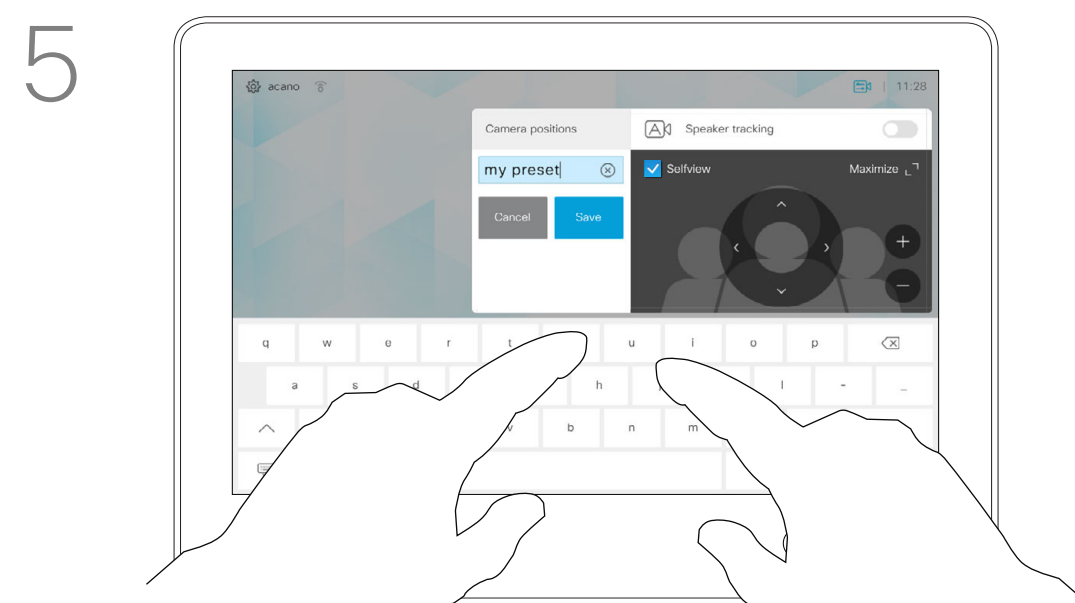 5
acano
11:28
Camera positions
Speaker tracking
my preset
Selfview
Maximize
Cancel
Save
q w e r t u i o p
a s d h l - _
v b n m